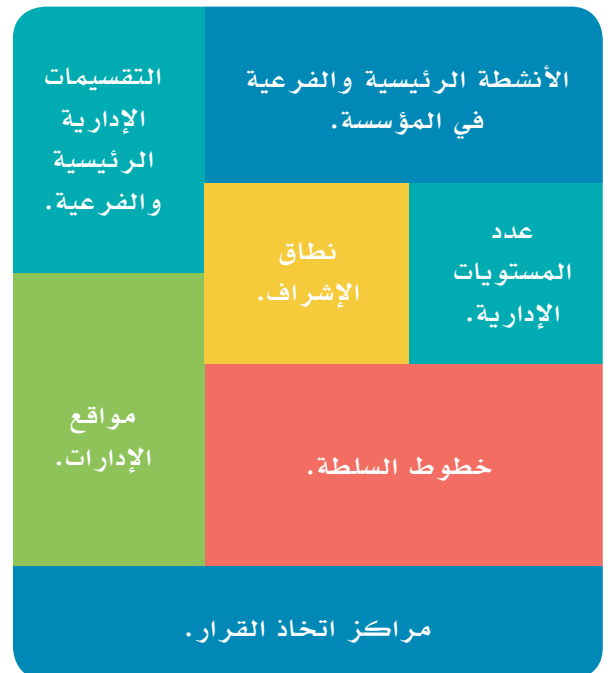 الأنشطة الرئيسية والفرعية
في المؤسسة.
التقسيمات
الإدارية
الرئيسية
والفرعية.
عدد
المستويات
الإدارية.
نطاق
الإشراف.
خطوط السلطة.
مواقع
الإدارات.
مراكز اتخاذ القرار.